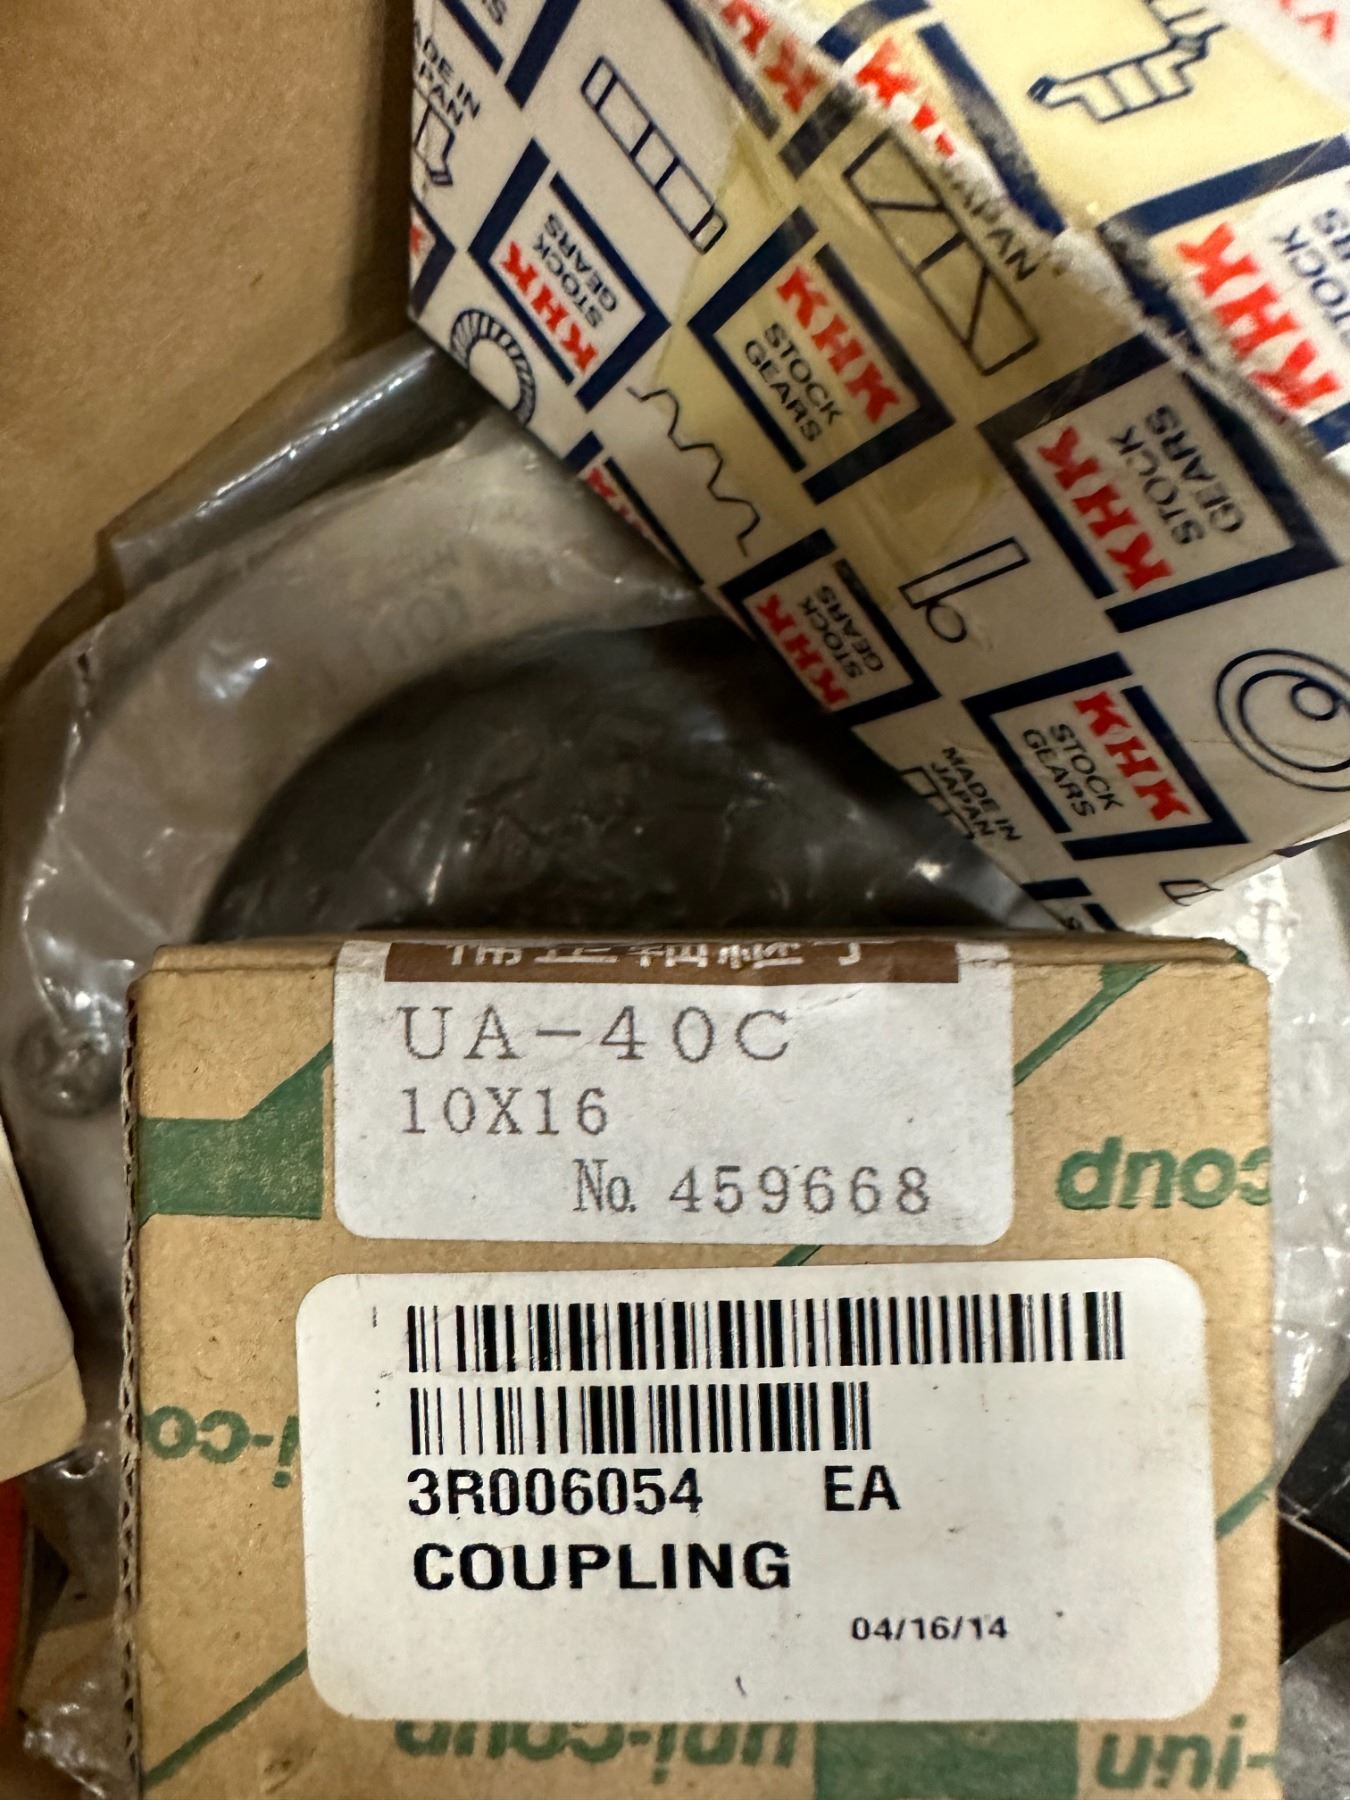 MADE IN
JAPAN
KHK
STOCK
GEARS
KHK
STOCK
GEARS
KHK
STOCK
GEARS
KHK
STOCK
GEARS
KHK
STOCK
GEARS
KHK
STOCK
MADE IN
JAPAN
UA-40C
10X16
No. 459668
coup
i-co
3R006054 EA
COUPLING
04/16/14
uni-coup
uni-